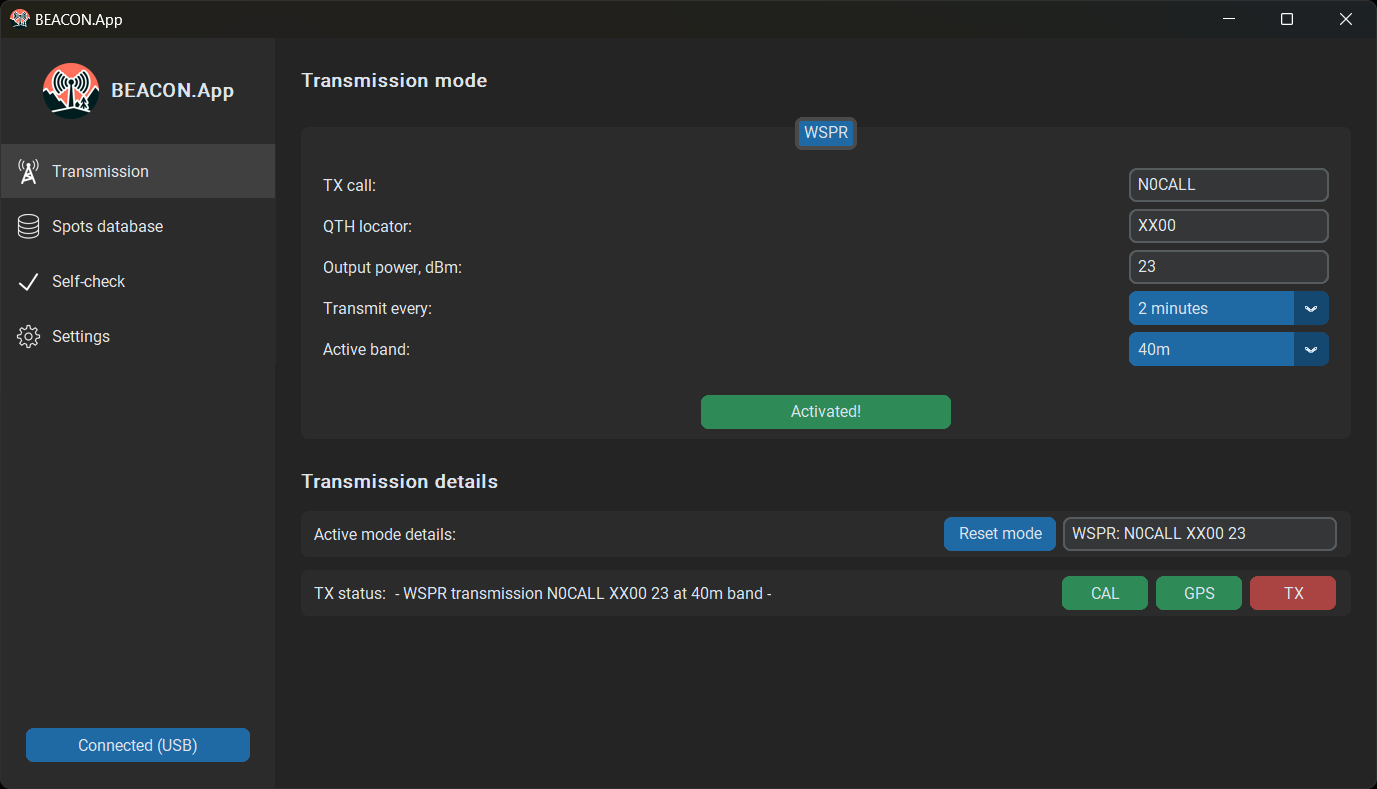 BEACON.App
BEACON.App
Transmission
Spots database
Self-check
Settings
Connected (USB)
Transmission mode
WSPR
TX call: N0CALL
QTH locator: XX00
Output power, dBm: 23
Transmit every: 2 minutes
Active band: 40m
Activated!
Transmission details
Active mode details: Reset mode WSPR: N0CALL XX00 23
TX status: - WSPR transmission N0CALL XX00 23 at 40m band - CAL GPS TX